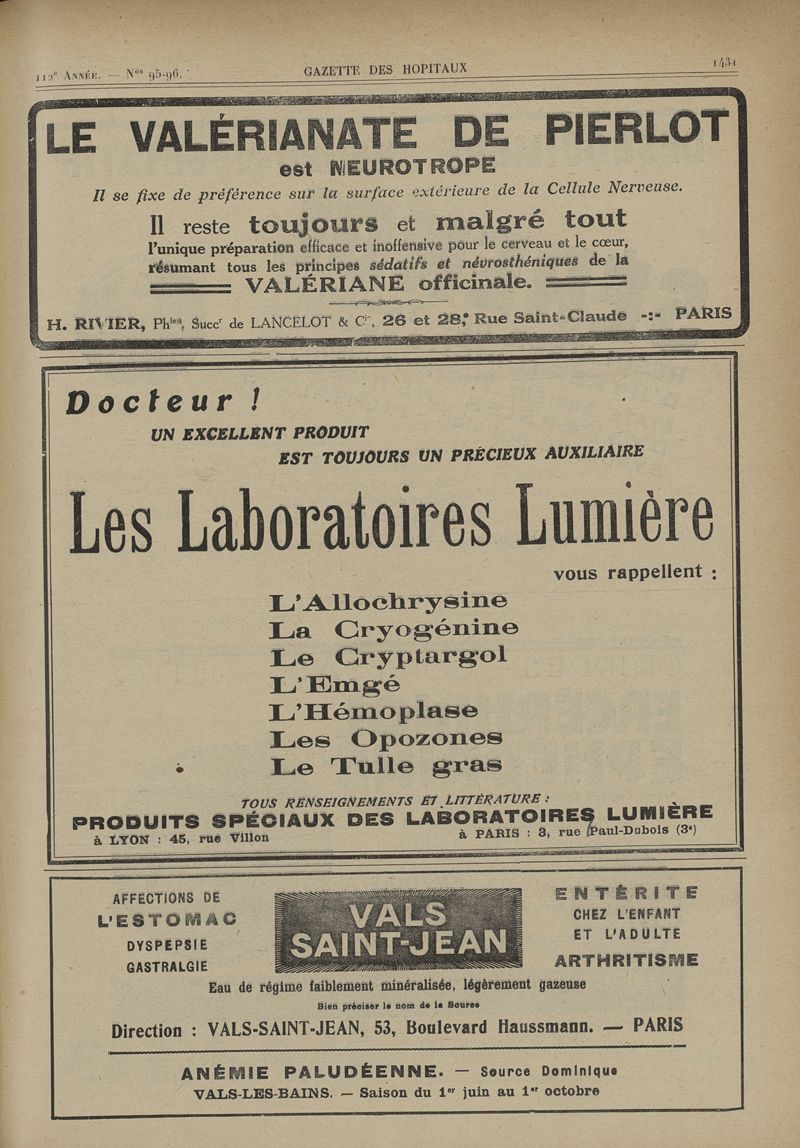 112e ANNÉE. — Nos 95-96.
GAZETTE DES HOPITAUX
1431
LE VALÉRIANATE DE PIERLOT
est NEUROTROPE
Il se fixe de préférence sur la surface extérieure de la Cellule Nerveuse.
Il reste toujours et malgré tout
l'unique préparation efficace et inoffensive pour le cerveau et le cœur,
résumant tous les principes sédatifs et névrosthéniques de la
VALÉRIANE officinale.
H. RIVIER, Phien, Succr de LANCELOT & Cie, 26 et 28, Rue Saint-Claude -:- PARIS
Docteur !
UN EXCELLENT PRODUIT
EST TOUJOURS UN PRÉCIEUX AUXILIAIRE
Les Laboratoires Lumière
vous rappellent :
L'Allochrysine
La Cryogénine
Le Cryptargol
L'Emgé
L'Hémoplase
Les Opozones
Le Tulle gras
TOUS RENSEIGNEMENTS ET LITTÉRATURE :
PRODUITS SPÉCIAUX DES LABORATOIRES LUMIÈRE
à LYON : 45, rue Villon
à PARIS : 3, rue Paul-Dubois (3e)
AFFECTIONS DE
L'ESTOMAC
DYSPEPSIE
GASTRALGIE
VALS
SAINT-JEAN
ENTÉRITE
CHEZ L'ENFANT
ET L'ADULTE
ARTHRITISME
Eau de régime faiblement minéralisée, légèrement gazeuse
Bien préciser le nom de la Source
Direction : VALS-SAINT-JEAN, 53, Boulevard Haussmann. — PARIS
ANÉMIE PALUDÉENNE. — Source Dominique
VALS-LES-BAINS. — Saison du 1er juin au 1er octobre